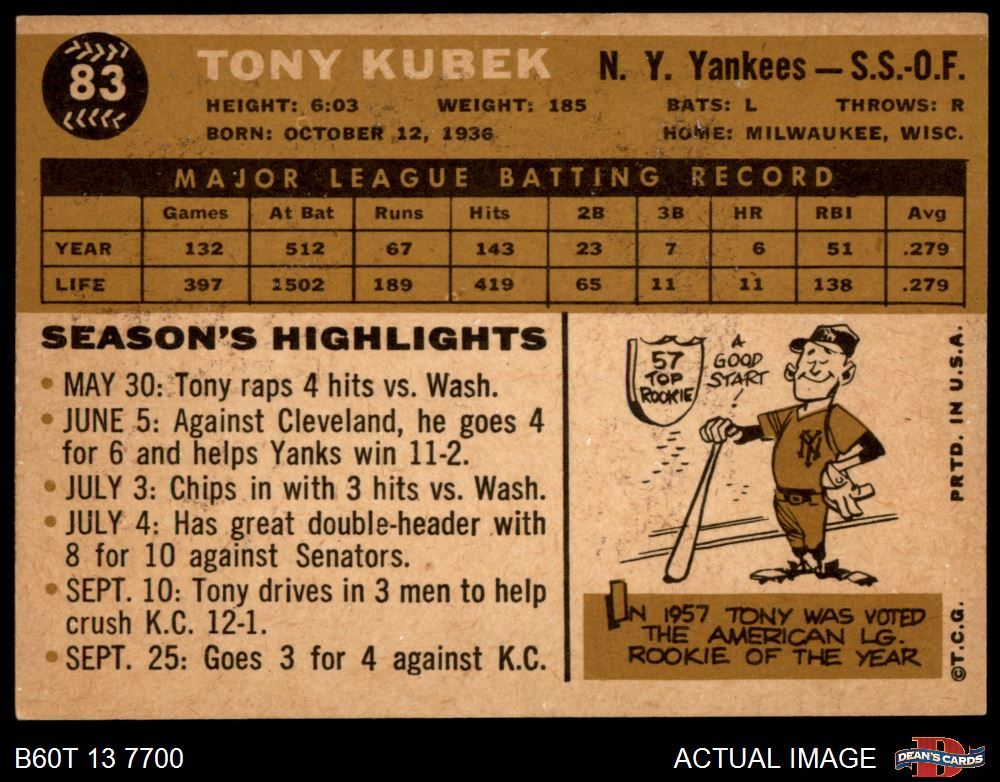 83
TONY KUBEK
N. Y. Yankees — S.S.-O.F.
HEIGHT: 6:03 WEIGHT: 185 BATS: L THROWS: R
BORN: OCTOBER 12, 1936 HOME: MILWAUKEE, WISC.
MAJOR LEAGUE BATTING RECORD
Games At Bat Runs Hits 2B 3B HR RBI Avg
YEAR 132 512 67 143 23 7 6 51 .279
LIFE 397 1502 189 419 65 11 11 138 .279
SEASON'S HIGHLIGHTS
• MAY 30: Tony raps 4 hits vs. Wash.
• JUNE 5: Against Cleveland, he goes 4
for 6 and helps Yanks win 11-2.
• JULY 3: Chips in with 3 hits vs. Wash.
• JULY 4: Has great double-header with
8 for 10 against Senators.
• SEPT. 10: Tony drives in 3 men to help
crush K.C. 12-1.
• SEPT. 25: Goes 3 for 4 against K.C.
57
TOP
ROOKIE
A
GOOD
START
!
NY
IN 1957 TONY WAS VOTED
THE AMERICAN LG.
ROOKIE OF THE YEAR
©T.C.G. PRTD. IN U.S.A.
B60T 13 7700
ACTUAL IMAGE
D
DEAN'S CARDS